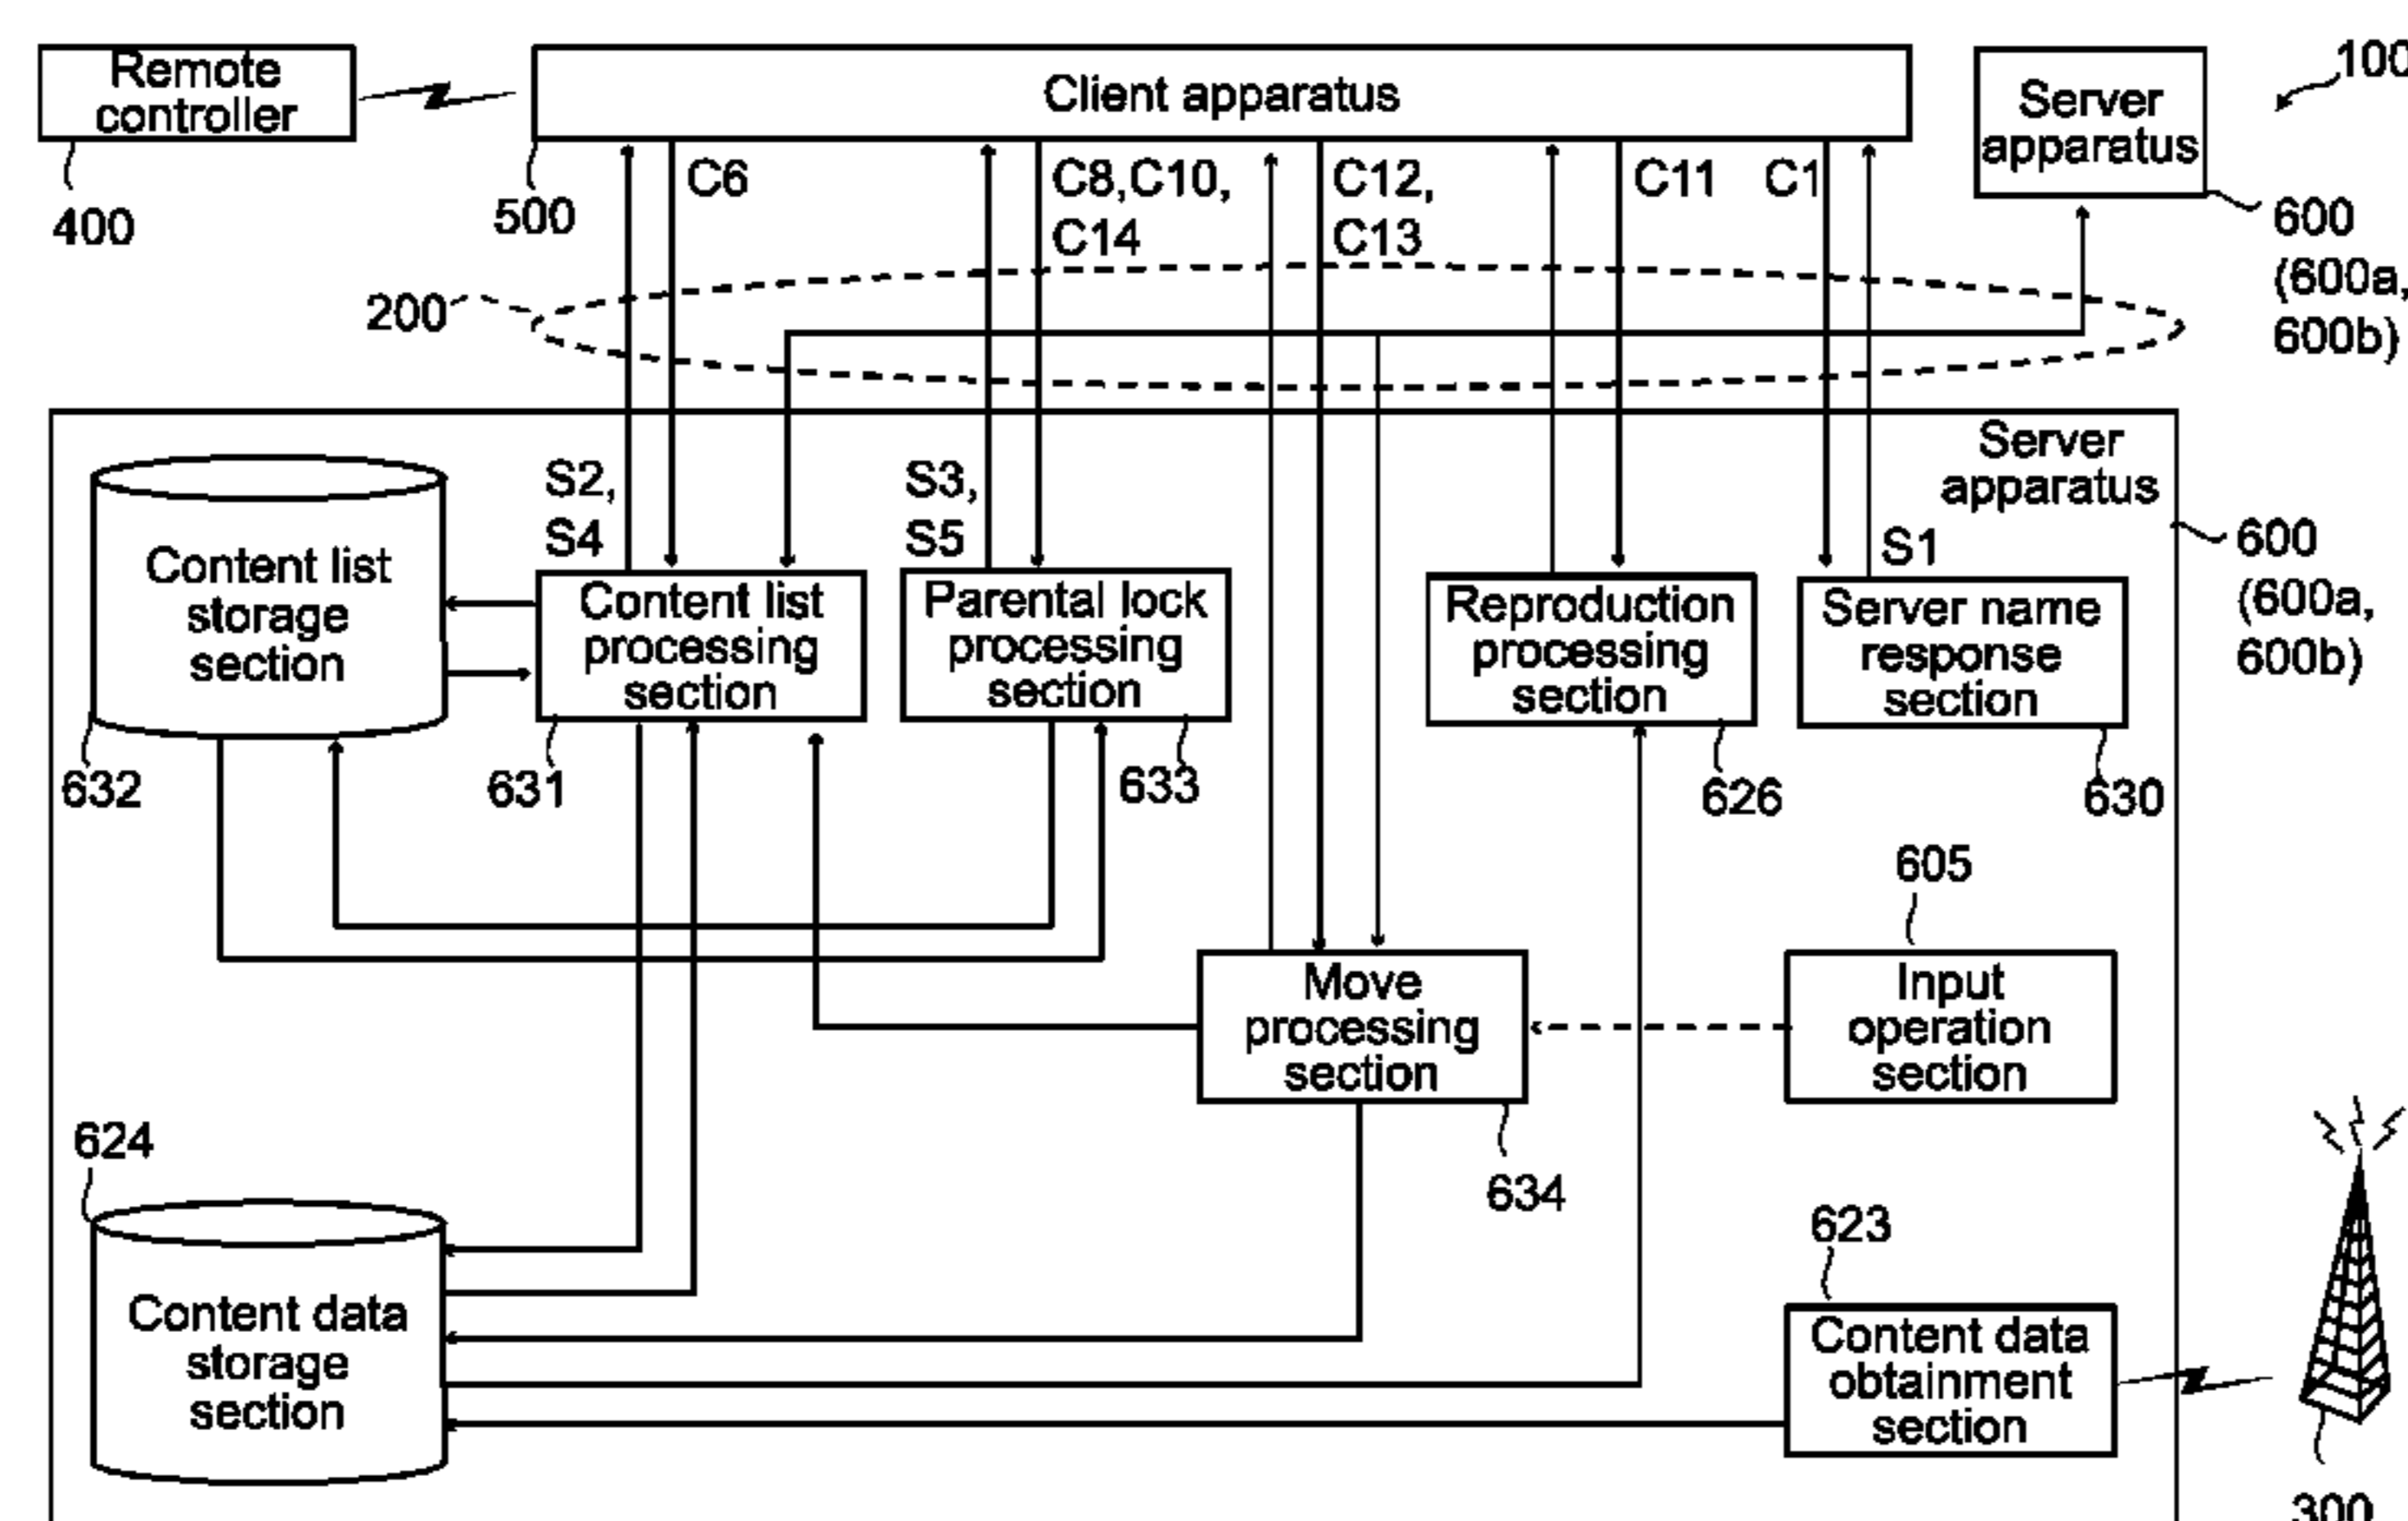 Remote
controller
400
Client apparatus
500
Server
apparatus
100
600
(600a,
600b)
C6
C8,C10,
C14
C12,
C13
C11
C1
200
Server
apparatus
600
(600a,
600b)
S2,
S4
S3,
S5
S1
Content list
storage
section
632
Content list
processing
section
631
Parental lock
processing
section
633
Reproduction
processing
section
626
Server name
response
section
630
605
Move
processing
section
634
Input
operation
section
624
Content data
storage
section
623
Content data
obtainment
section
300